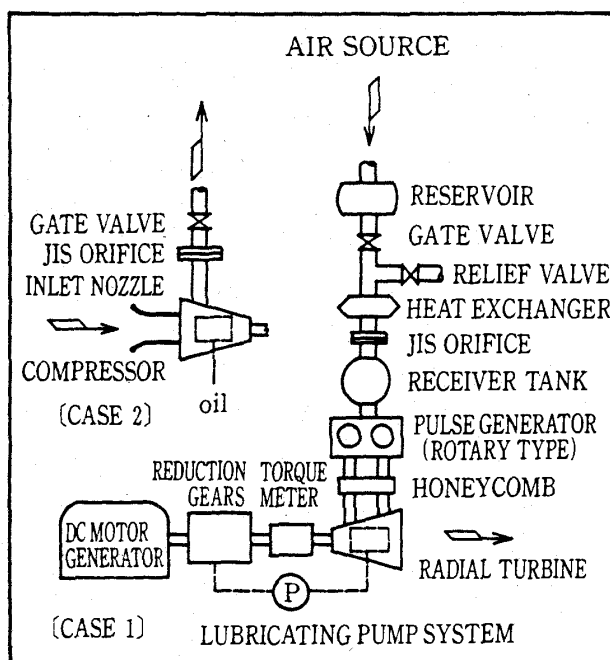 AIR SOURCE
RESERVOIR
GATE VALVE
RELIEF VALVE
HEAT EXCHANGER
JIS ORIFICE
RECEIVER TANK
PULSE GENERATOR
(ROTARY TYPE)
HONEYCOMB
RADIAL TURBINE
GATE VALVE
JIS ORIFICE
INLET NOZZLE
COMPRESSOR
[CASE 2]
oil
REDUCTION
GEARS
TORQUE
METER
DC MOTOR
GENERATOR
P
[CASE 1]
LUBRICATING PUMP SYSTEM